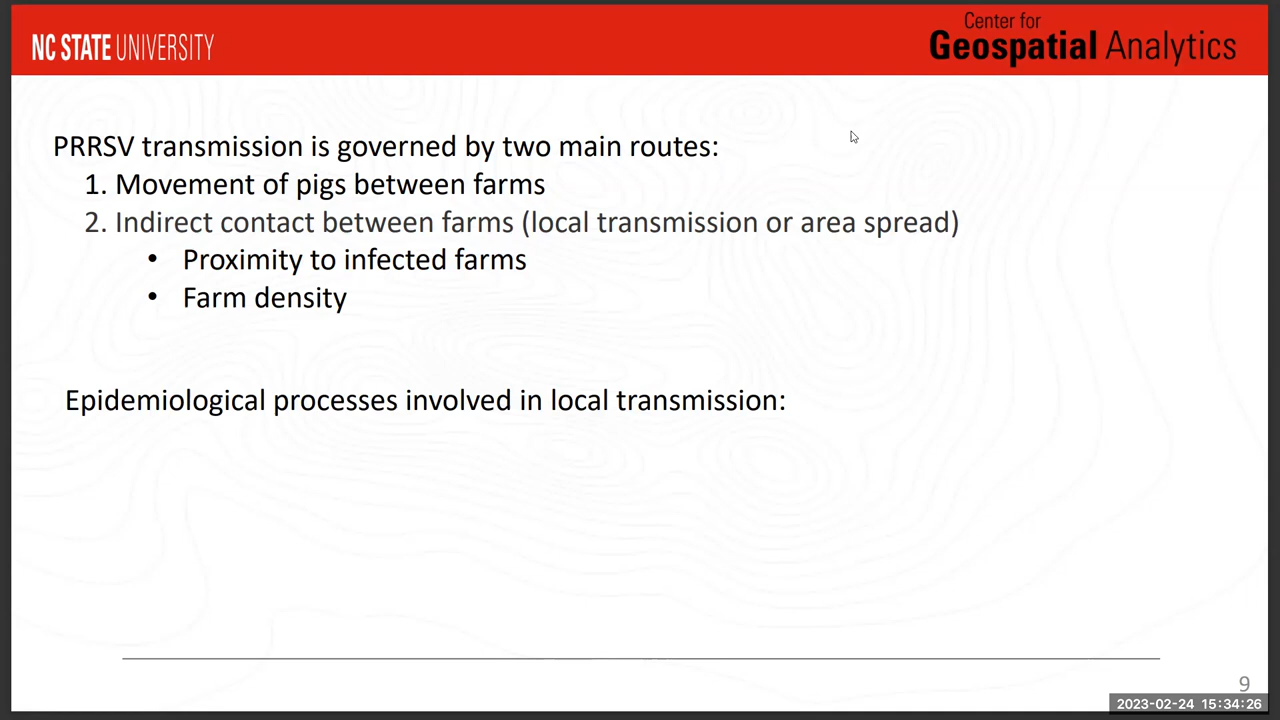 NC STATE UNIVERSITY
Center for
Geospatial Analytics
PRRSV transmission is governed by two main routes:
1. Movement of pigs between farms
2. Indirect contact between farms (local transmission or area spread)
• Proximity to infected farms
• Farm density
Epidemiological processes involved in local transmission:
9
2023-02-24 15:34:26